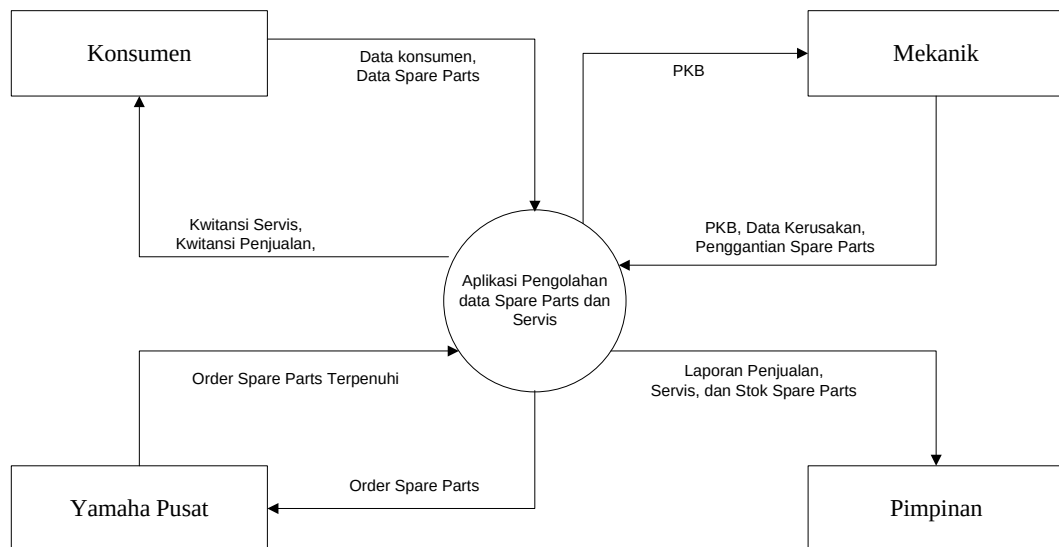 Konsumen
Data konsumen,
Data Spare Parts
PKB
Mekanik
Kwitansi Servis,
Kwitansi Penjualan,
PKB, Data Kerusakan,
Penggantian Spare Parts
Aplikasi Pengolahan
data Spare Parts dan
Servis
Order Spare Parts Terpenuhi
Laporan Penjualan,
Servis, dan Stok Spare Parts
Yamaha Pusat
Order Spare Parts
Pimpinan